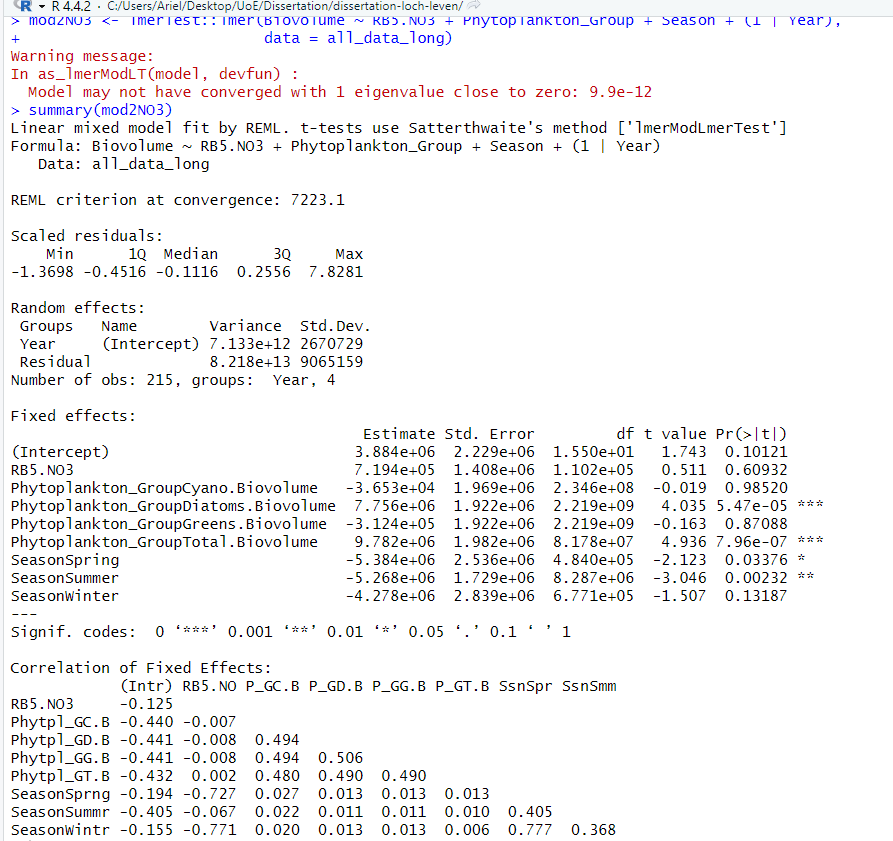 R 4.4.2 · C:/Users/Ariel/Desktop/UoE/Dissertation/dissertation-loch-leven/
> mod2NO3 <- lmerTest::lmer(Biovolume ~ RB5.NO3 + Phytoplankton_Group + Season + (1 | Year),
+                           data = all_data_long)
Warning message:
In as_lmerModLT(model, devfun) :
  Model may not have converged with 1 eigenvalue close to zero: 9.9e-12
> summary(mod2NO3)
Linear mixed model fit by REML. t-tests use Satterthwaite's method ['lmerModLmerTest']
Formula: Biovolume ~ RB5.NO3 + Phytoplankton_Group + Season + (1 | Year)
   Data: all_data_long
REML criterion at convergence: 7223.1
Scaled residuals:
    Min      1Q  Median      3Q     Max
-1.3698 -0.4516 -0.1116  0.2556  7.8281
Random effects:
 Groups   Name        Variance  Std.Dev.
 Year     (Intercept) 7.133e+12 2670729
 Residual             8.218e+13 9065159
Number of obs: 215, groups:  Year, 4
Fixed effects:
                                       Estimate Std. Error         df t value Pr(>|t|)
(Intercept)                           3.884e+06  2.229e+06  1.550e+01   1.743  0.10121
RB5.NO3                               7.194e+05  1.408e+06  1.102e+05   0.511  0.60932
Phytoplankton_GroupCyano.Biovolume   -3.653e+04  1.969e+06  2.346e+08  -0.019  0.98520
Phytoplankton_GroupDiatoms.Biovolume  7.756e+06  1.922e+06  2.219e+09   4.035 5.47e-05 ***
Phytoplankton_GroupGreens.Biovolume  -3.124e+05  1.922e+06  2.219e+09  -0.163  0.87088
Phytoplankton_GroupTotal.Biovolume    9.782e+06  1.982e+06  8.178e+07   4.936 7.96e-07 ***
SeasonSpring                         -5.384e+06  2.536e+06  4.840e+05  -2.123  0.03376 *
SeasonSummer                         -5.268e+06  1.729e+06  8.287e+06  -3.046  0.00232 **
SeasonWinter                         -4.278e+06  2.839e+06  6.771e+05  -1.507  0.13187
---
Signif. codes:  0 ‘***’ 0.001 ‘**’ 0.01 ‘*’ 0.05 ‘.’ 0.1 ‘ ’ 1
Correlation of Fixed Effects:
            (Intr) RB5.NO P_GC.B P_GD.B P_GG.B P_GT.B SsnSpr SsnSmm
RB5.NO3     -0.125
Phytpl_GC.B -0.440 -0.007
Phytpl_GD.B -0.441 -0.008  0.494
Phytpl_GG.B -0.441 -0.008  0.494  0.506
Phytpl_GT.B -0.432  0.002  0.480  0.490  0.490
SeasonSprng -0.194 -0.727  0.027  0.013  0.013  0.013
SeasonSummr -0.405 -0.067  0.022  0.011  0.011  0.010  0.405
SeasonWintr -0.155 -0.771  0.020  0.013  0.013  0.006  0.777  0.368